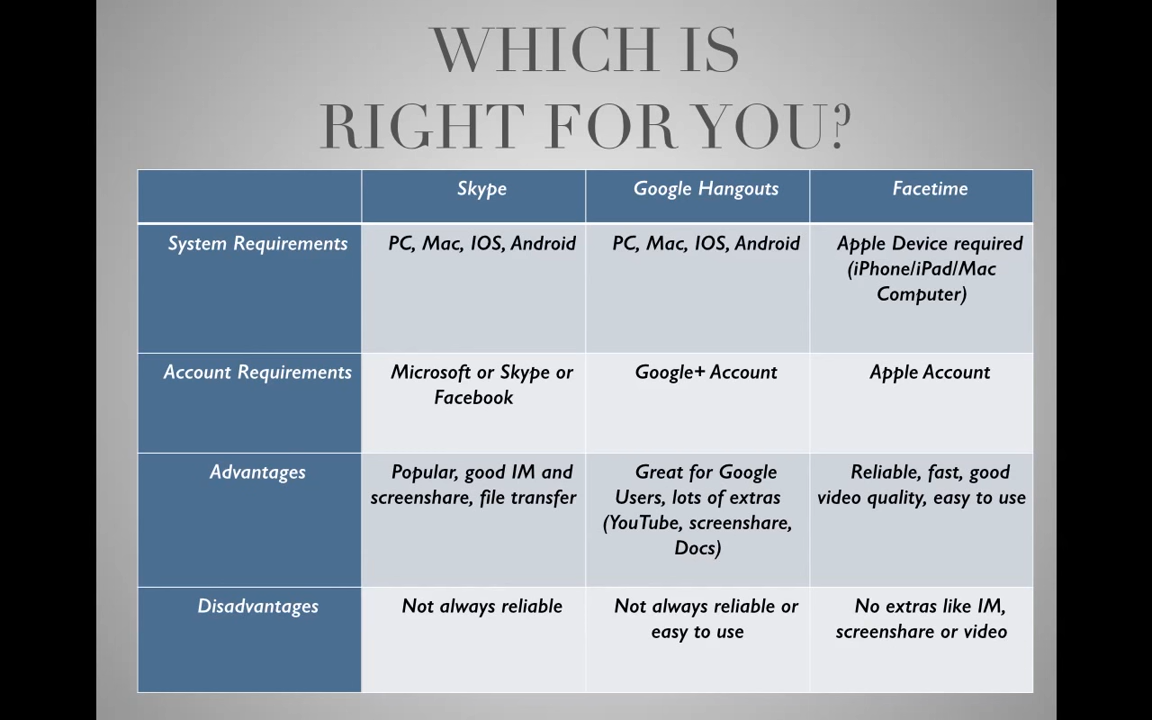 WHICH IS
RIGHT FOR YOU?
Skype
Google Hangouts
Facetime
System Requirements
PC, Mac, IOS, Android
PC, Mac, IOS, Android
Apple Device required
(iPhone/iPad/Mac
Computer)
Account Requirements
Microsoft or Skype or
Facebook
Google+ Account
Apple Account
Advantages
Popular, good IM and
screenshare, file transfer
Great for Google
Users, lots of extras
(YouTube, screenshare,
Docs)
Reliable, fast, good
video quality, easy to use
Disadvantages
Not always reliable
Not always reliable or
easy to use
No extras like IM,
screenshare or video